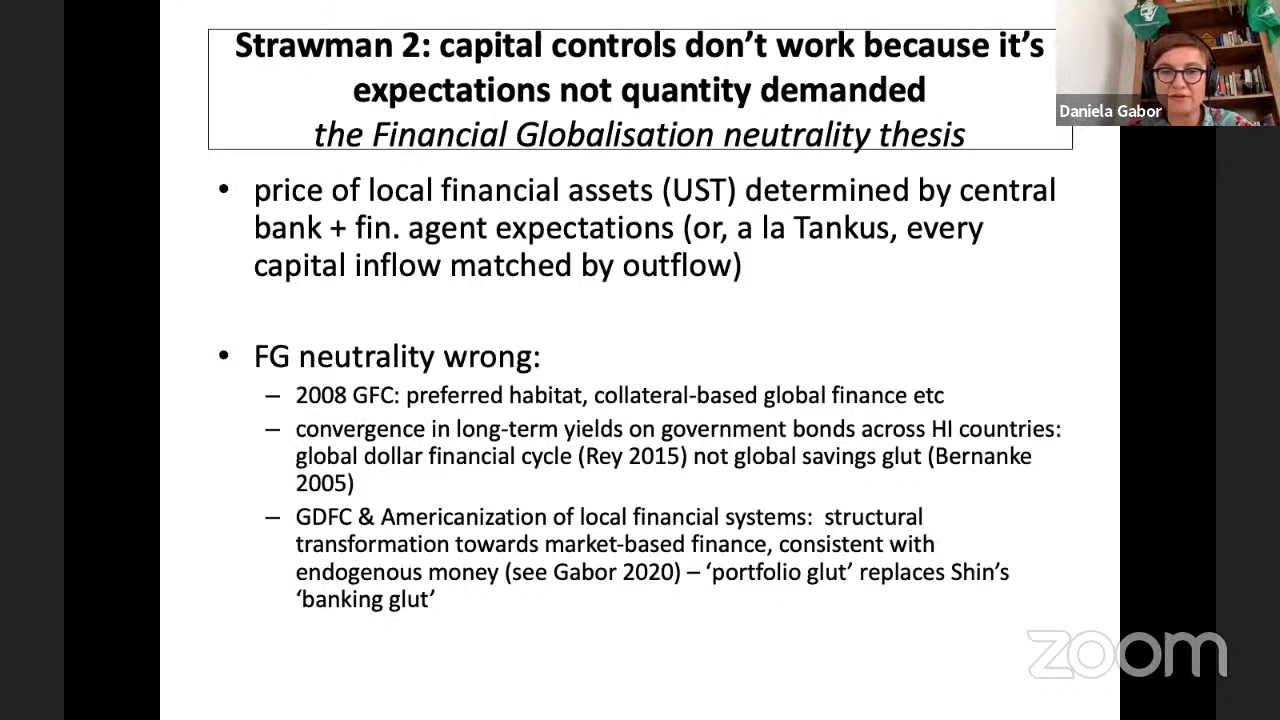 Strawman 2: capital controls don’t work because it’s
expectations not quantity demanded
the Financial Globalisation neutrality thesis
Daniela Gabor
• price of local financial assets (UST) determined by central
bank + fin. agent expectations (or, a la Tankus, every
capital inflow matched by outflow)
• FG neutrality wrong:
– 2008 GFC: preferred habitat, collateral-based global finance etc
– convergence in long-term yields on government bonds across HI countries:
global dollar financial cycle (Rey 2015) not global savings glut (Bernanke
2005)
– GDFC & Americanization of local financial systems:  structural
transformation towards market-based finance, consistent with
endogenous money (see Gabor 2020) – ‘portfolio glut’ replaces Shin’s
‘banking glut’
zoom